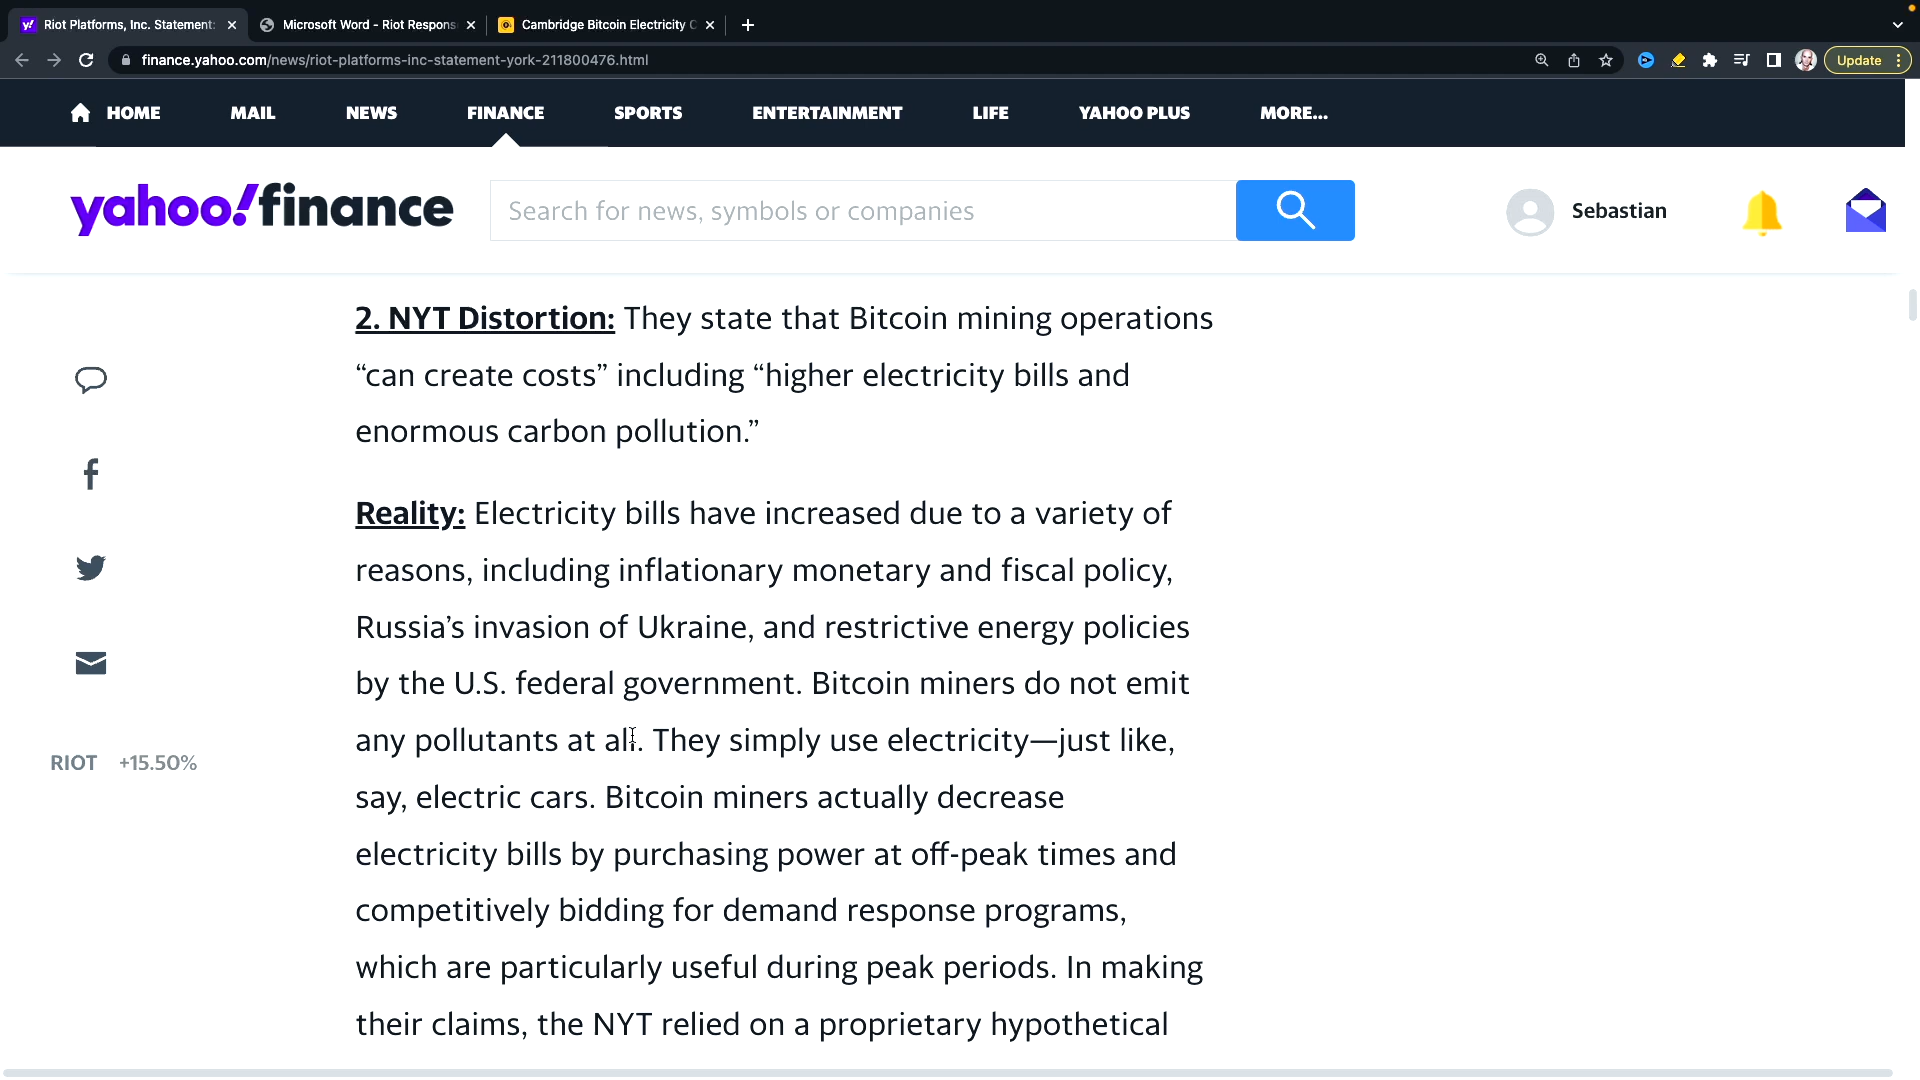 Riot Platforms, Inc. Statement:
Microsoft Word - Riot Respons
Cambridge Bitcoin Electricity C
finance.yahoo.com/news/riot-platforms-inc-statement-york-211800476.html
Update
HOME MAIL NEWS FINANCE SPORTS ENTERTAINMENT LIFE YAHOO PLUS MORE...
yahoo!finance
Search for news, symbols or companies
Sebastian
2. NYT Distortion: They state that Bitcoin mining operations
“can create costs” including “higher electricity bills and
enormous carbon pollution.”
Reality: Electricity bills have increased due to a variety of
reasons, including inflationary monetary and fiscal policy,
Russia’s invasion of Ukraine, and restrictive energy policies
by the U.S. federal government. Bitcoin miners do not emit
any pollutants at all. They simply use electricity—just like,
say, electric cars. Bitcoin miners actually decrease
electricity bills by purchasing power at off-peak times and
competitively bidding for demand response programs,
which are particularly useful during peak periods. In making
their claims, the NYT relied on a proprietary hypothetical
RIOT +15.50%